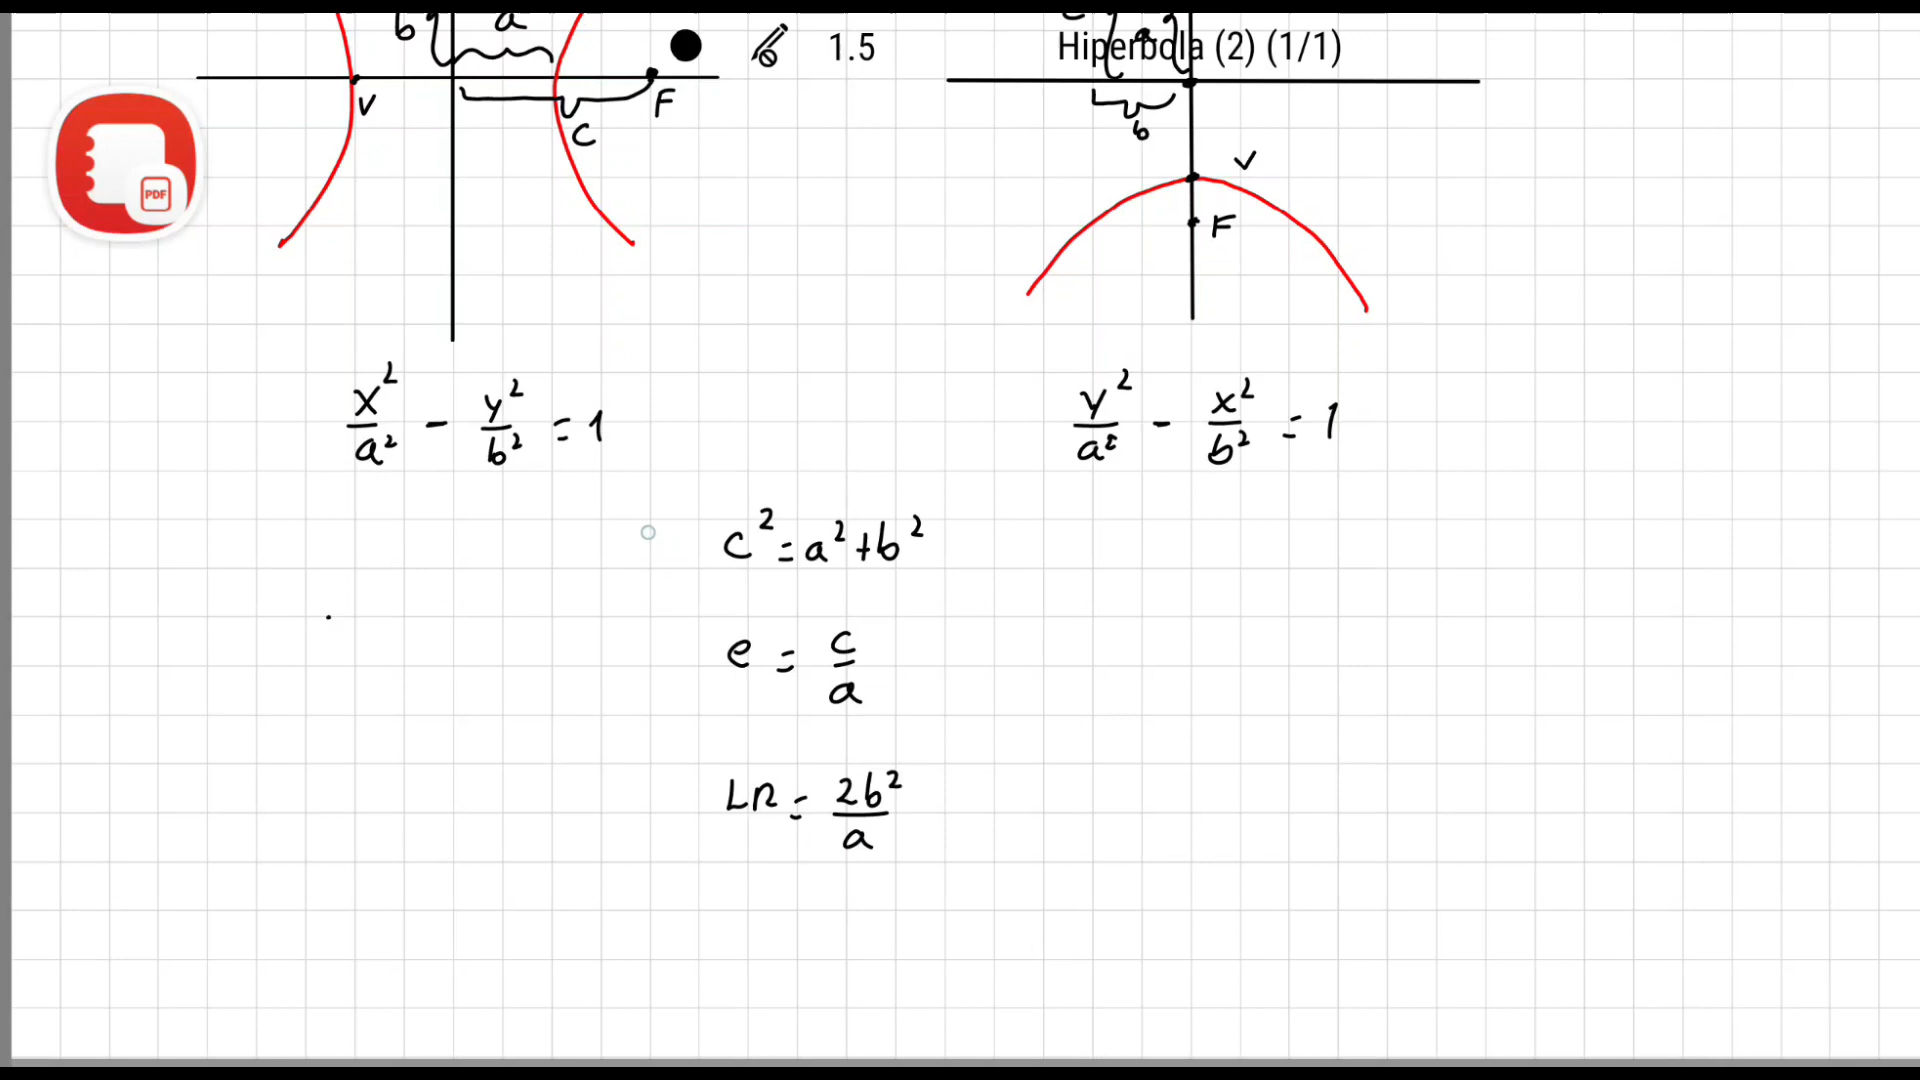 1.5
Hiperbola (2) (1/1)
b a a
V F V
C b
PDF
F
x²/a² - y²/b² = 1
y²/a² - x²/b² = 1
c² = a² + b²
e = c/a
LR = 2b²/a